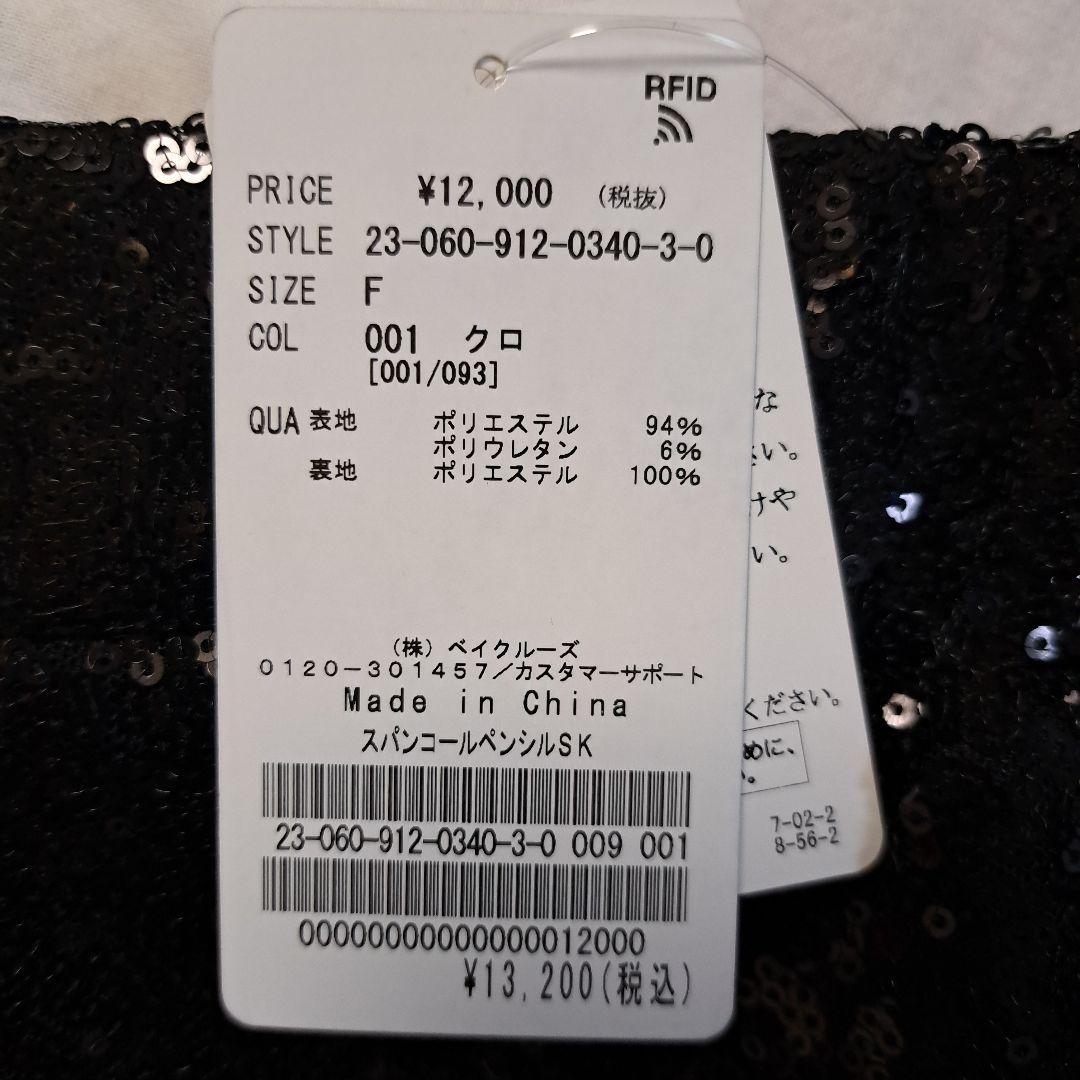 RFID
PRICE ¥12,000 (税抜)
STYLE 23-060-912-0340-3-0
SIZE F
COL 001 クロ
[001/093]
QUA 表地 ポリエステル 94%
ポリウレタン 6%
裏地 ポリエステル 100%
(株)ベイクルーズ
0120-301457/カスタマーサポート
Made in China
スパンコールペンシルSK
23-060-912-0340-3-0 009 001
00000000000000012000
¥13,200(税込)
な
い。
けや
い。
ください。
めに、
。
7-02-2
8-56-2